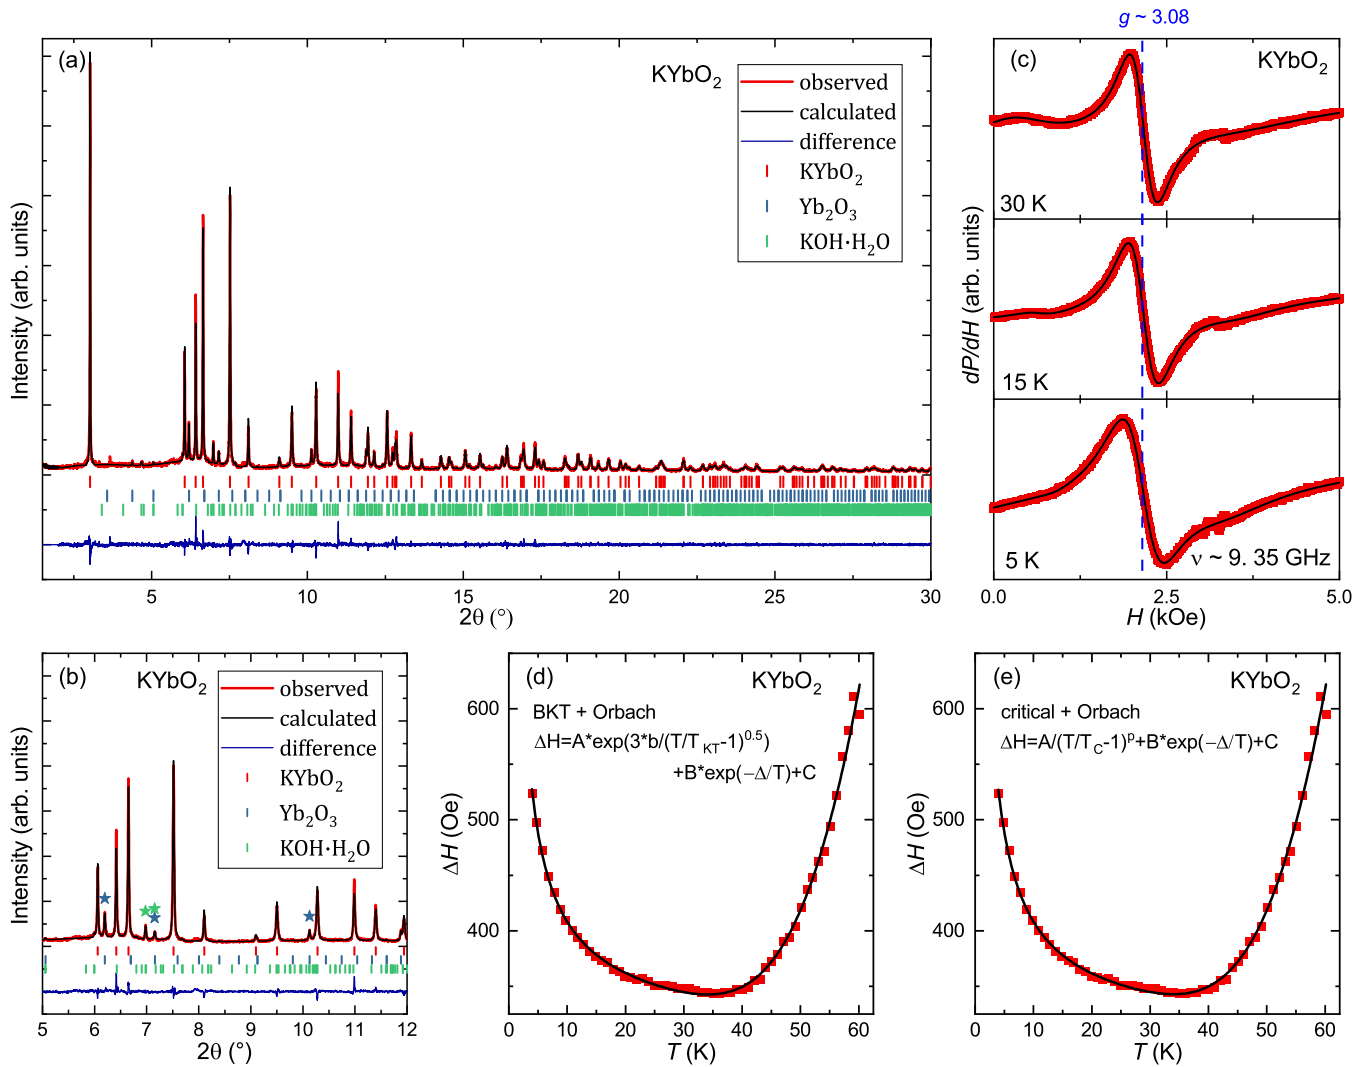 (a)
KYbO₂
observed
calculated
difference
KYbO₂
Yb₂O₃
KOH·H₂O
Intensity (arb. units)
5 10 15 20 25 30
2θ (°)
g ~ 3.08
(c)
KYbO₂
30 K
15 K
5 K
ν ~ 9. 35 GHz
dP/dH (arb. units)
0.0 2.5 5.0
H (kOe)
(b)
KYbO₂
observed
calculated
difference
KYbO₂
Yb₂O₃
KOH·H₂O
Intensity (arb. units)
5 6 7 8 9 10 11 12
2θ (°)
(d)
KYbO₂
BKT + Orbach
ΔH=A*exp(3*b/(T/T_KT-1)^0.5)
+B*exp(−Δ/T)+C
600
500
400
ΔH (Oe)
0 10 20 30 40 50 60
T (K)
(e)
KYbO₂
critical + Orbach
ΔH=A/(T/T_C-1)^p+B*exp(−Δ/T)+C
600
500
400
ΔH (Oe)
0 10 20 30 40 50 60
T (K)